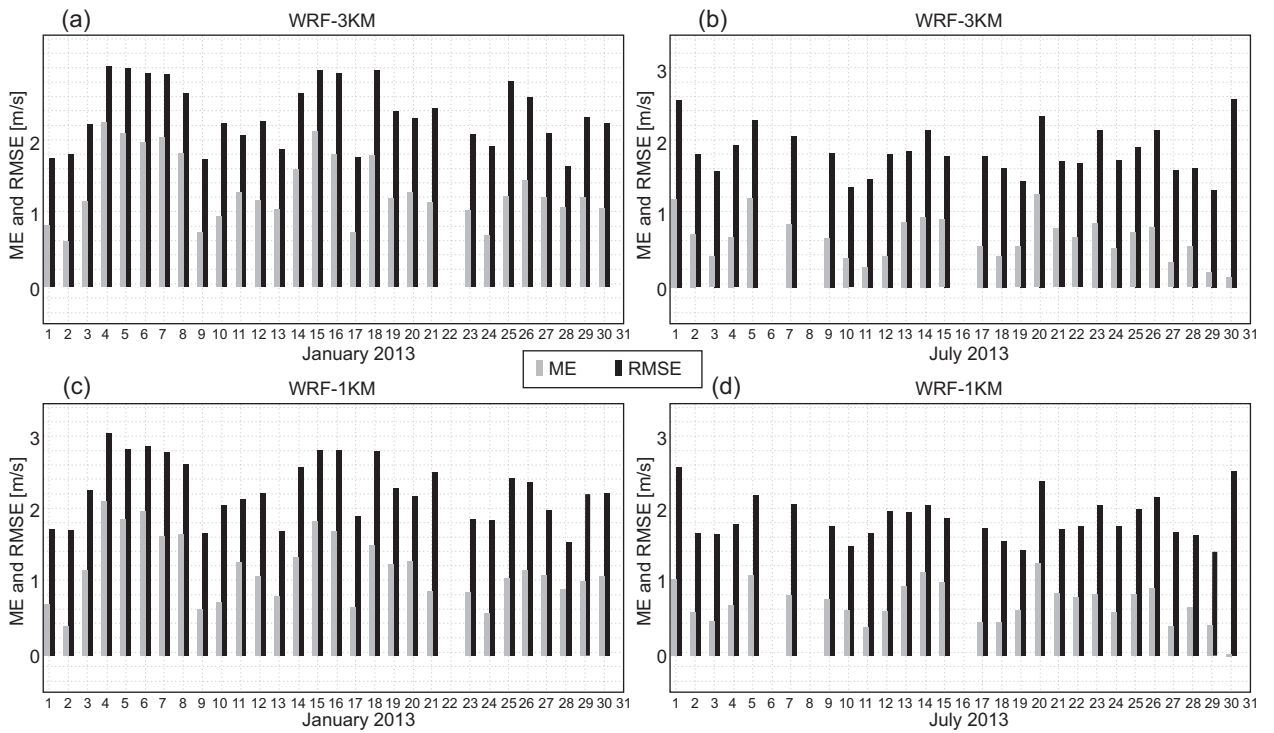 (a) WRF-3KM
ME and RMSE [m/s]
2
1
0
1 2 3 4 5 6 7 8 9 10 11 12 13 14 15 16 17 18 19 20 21 22 23 24 25 26 27 28 29 30 31
January 2013
(b) WRF-3KM
ME and RMSE [m/s]
3
2
1
0
1 2 3 4 5 6 7 8 9 10 11 12 13 14 15 16 17 18 19 20 21 22 23 24 25 26 27 28 29 30 31
July 2013
ME RMSE
(c) WRF-1KM
ME and RMSE [m/s]
3
2
1
0
1 2 3 4 5 6 7 8 9 10 11 12 13 14 15 16 17 18 19 20 21 22 23 24 25 26 27 28 29 30 31
January 2013
(d) WRF-1KM
ME and RMSE [m/s]
3
2
1
0
1 2 3 4 5 6 7 8 9 10 11 12 13 14 15 16 17 18 19 20 21 22 23 24 25 26 27 28 29 30 31
July 2013